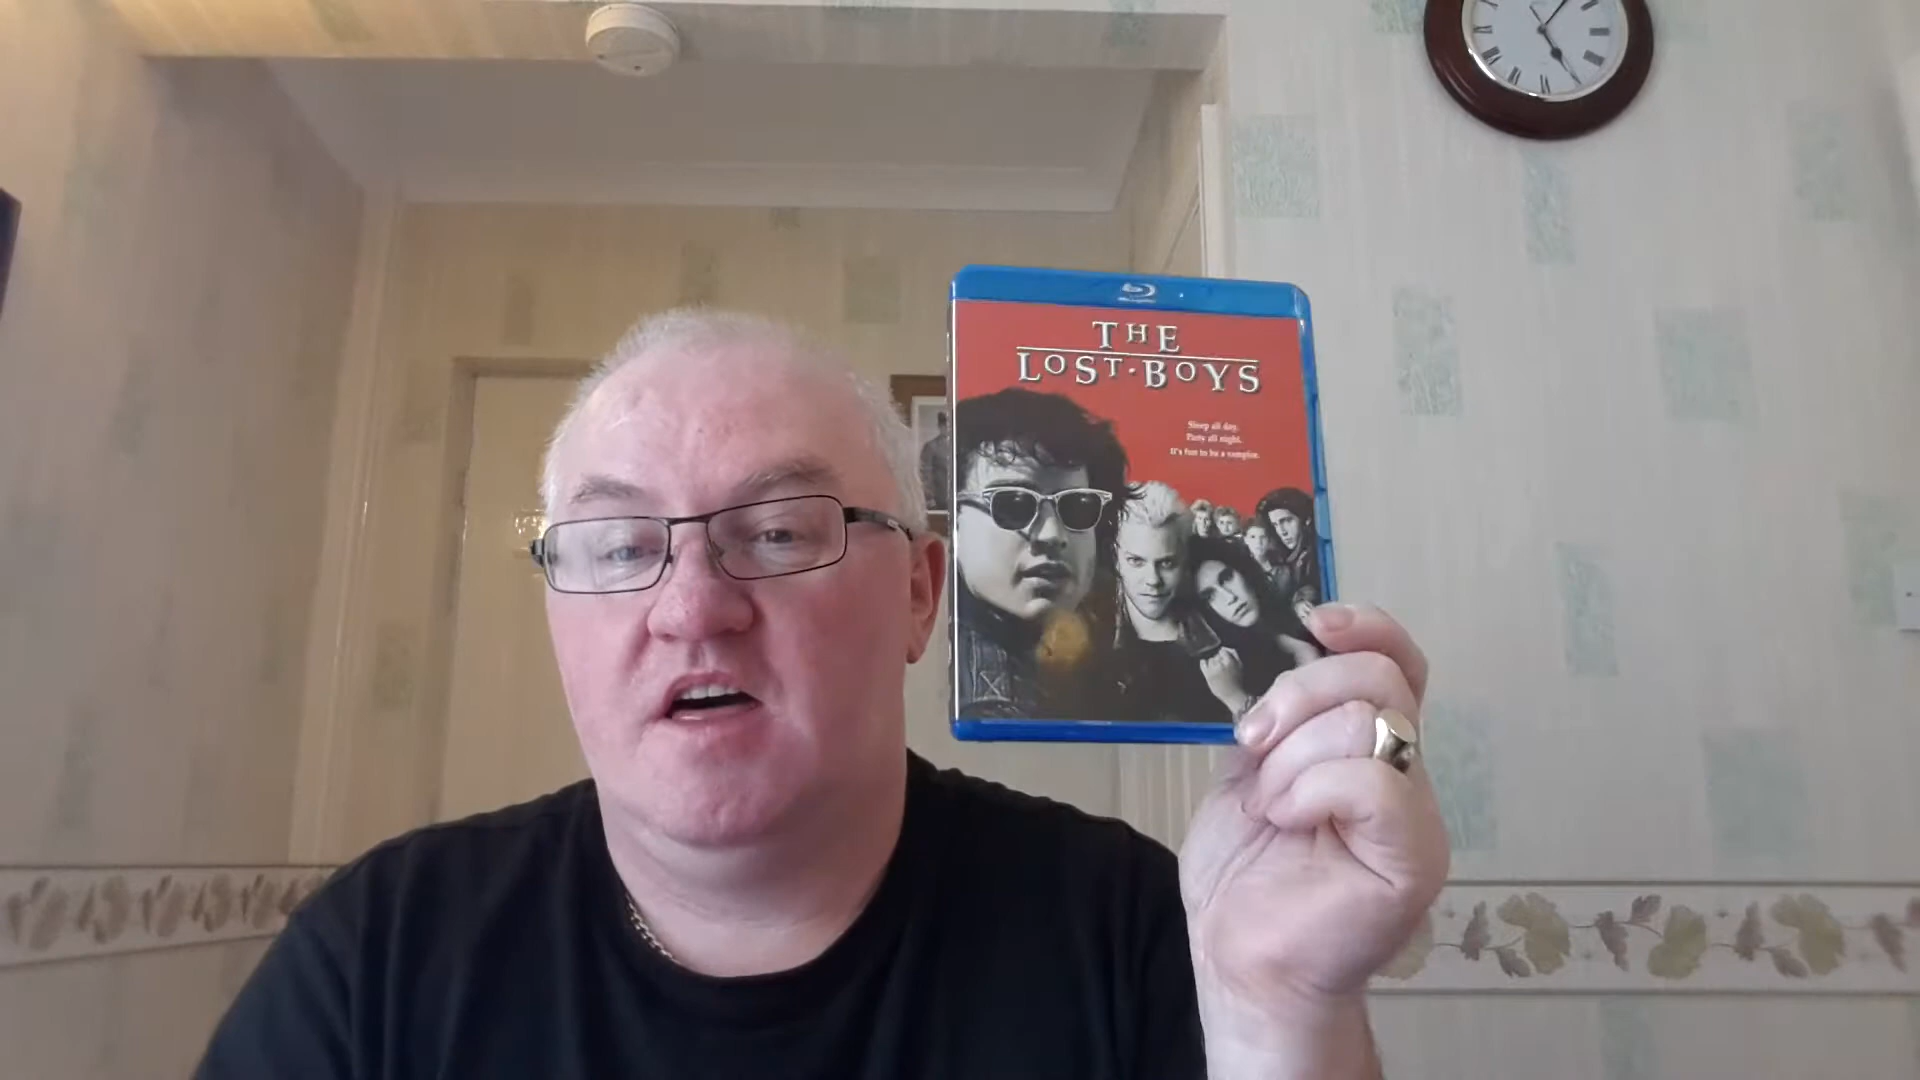 THE
LOST·BOYS
Sleep all day.
Party all night.
It's fun to be a vampire.